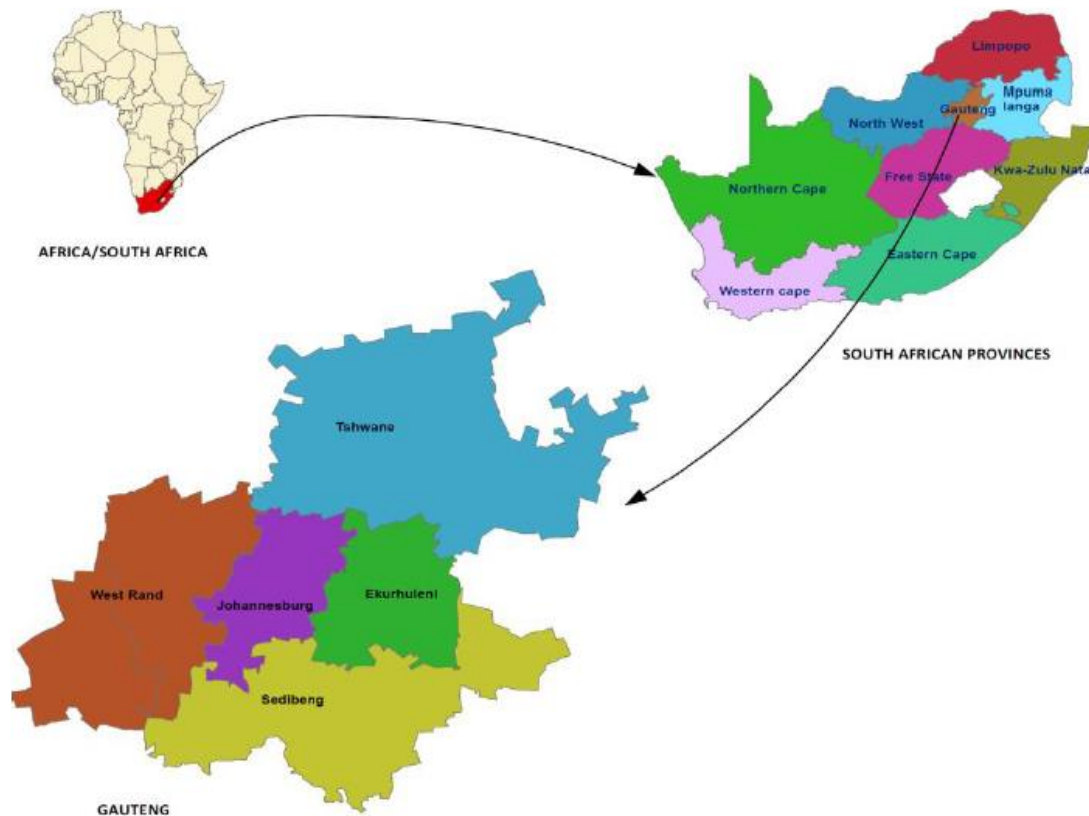 AFRICA/SOUTH AFRICA
Limpopo
Mpuma
langa
Gauteng
North West
Free State
Kwa-Zulu Nata
Northern Cape
Eastern Cape
Western cape
SOUTH AFRICAN PROVINCES
Tshwane
West Rand
Johannesburg
Ekurhuleni
Sedibeng
GAUTENG